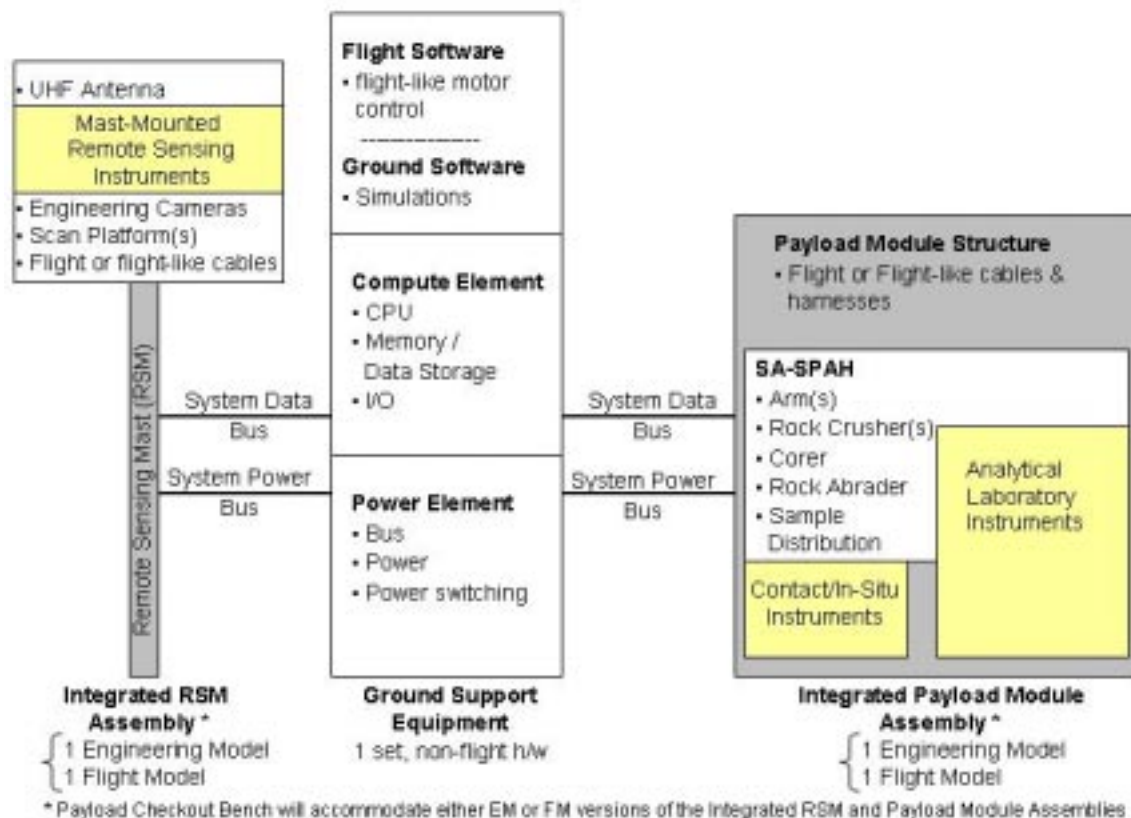 • UHF Antenna
Mast-Mounted
Remote Sensing
Instruments
• Engineering Cameras
• Scan Platform(s)
• Flight or flight-like cables
Remote Sensing Mast (RSM)
Integrated RSM
Assembly *
1 Engineering Model
1 Flight Model
System Data
Bus
System Power
Bus
Flight Software
• flight-like motor
control
--------------------
Ground Software
• Simulations
Compute Element
• CPU
• Memory /
Data Storage
• I/O
Power Element
• Bus
• Power
• Power switching
Ground Support
Equipment
1 set, non-flight h/w
System Data
Bus
System Power
Bus
Payload Module Structure
• Flight or Flight-like cables &
harnesses
SA-SPAH
• Arm(s)
• Rock Crusher(s)
• Corer
• Rock Abrader
• Sample
Distribution
Analytical
Laboratory
Instruments
Contact/In-Situ
Instruments
Integrated Payload Module
Assembly *
1 Engineering Model
1 Flight Model
* Payload Checkout Bench will accommodate either EM or FM versions of the Integrated RSM and Payload Module Assemblies